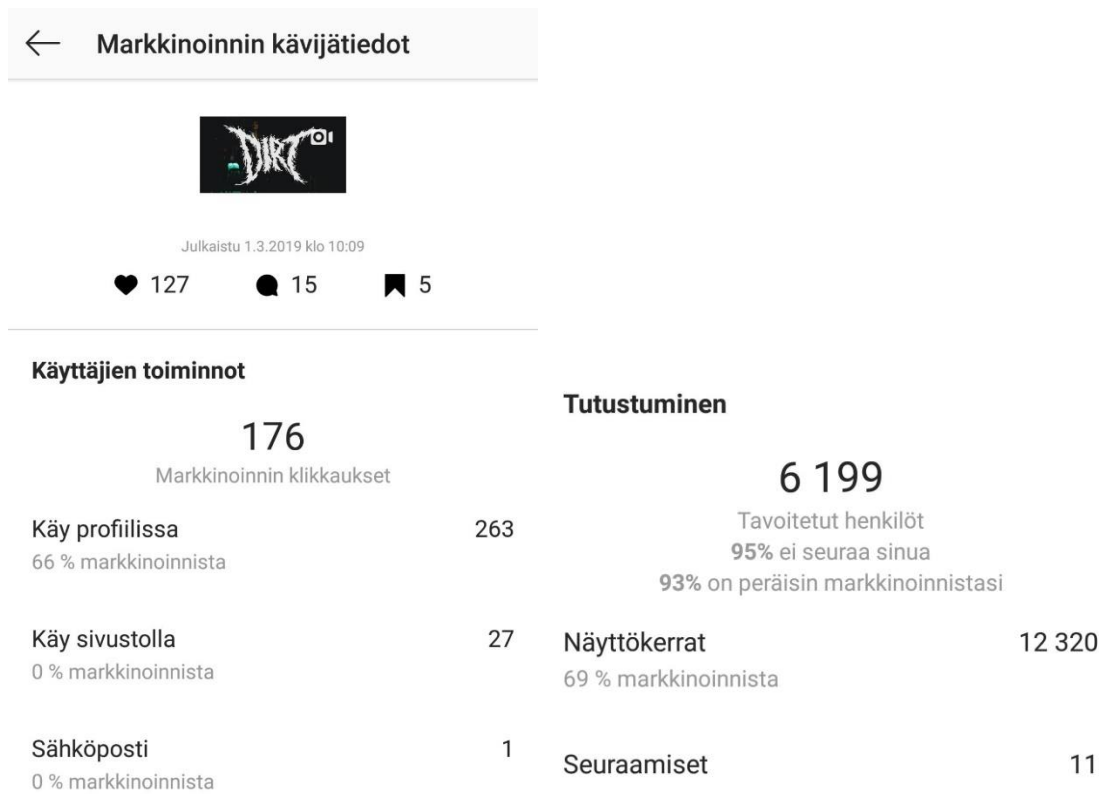 Markkinoinnin kävijätiedot
DIRT
Julkaistu 1.3.2019 klo 10:09
127 15 5
Käyttäjien toiminnot
176
Markkinoinnin klikkaukset
Käy profiilissa 263
66 % markkinoinnista
Käy sivustolla 27
0 % markkinoinnista
Sähköposti 1
0 % markkinoinnista
Tutustuminen
6 199
Tavoitetut henkilöt
95% ei seuraa sinua
93% on peräisin markkinoinnistasi
Näyttökerrat 12 320
69 % markkinoinnista
Seuraamiset 11